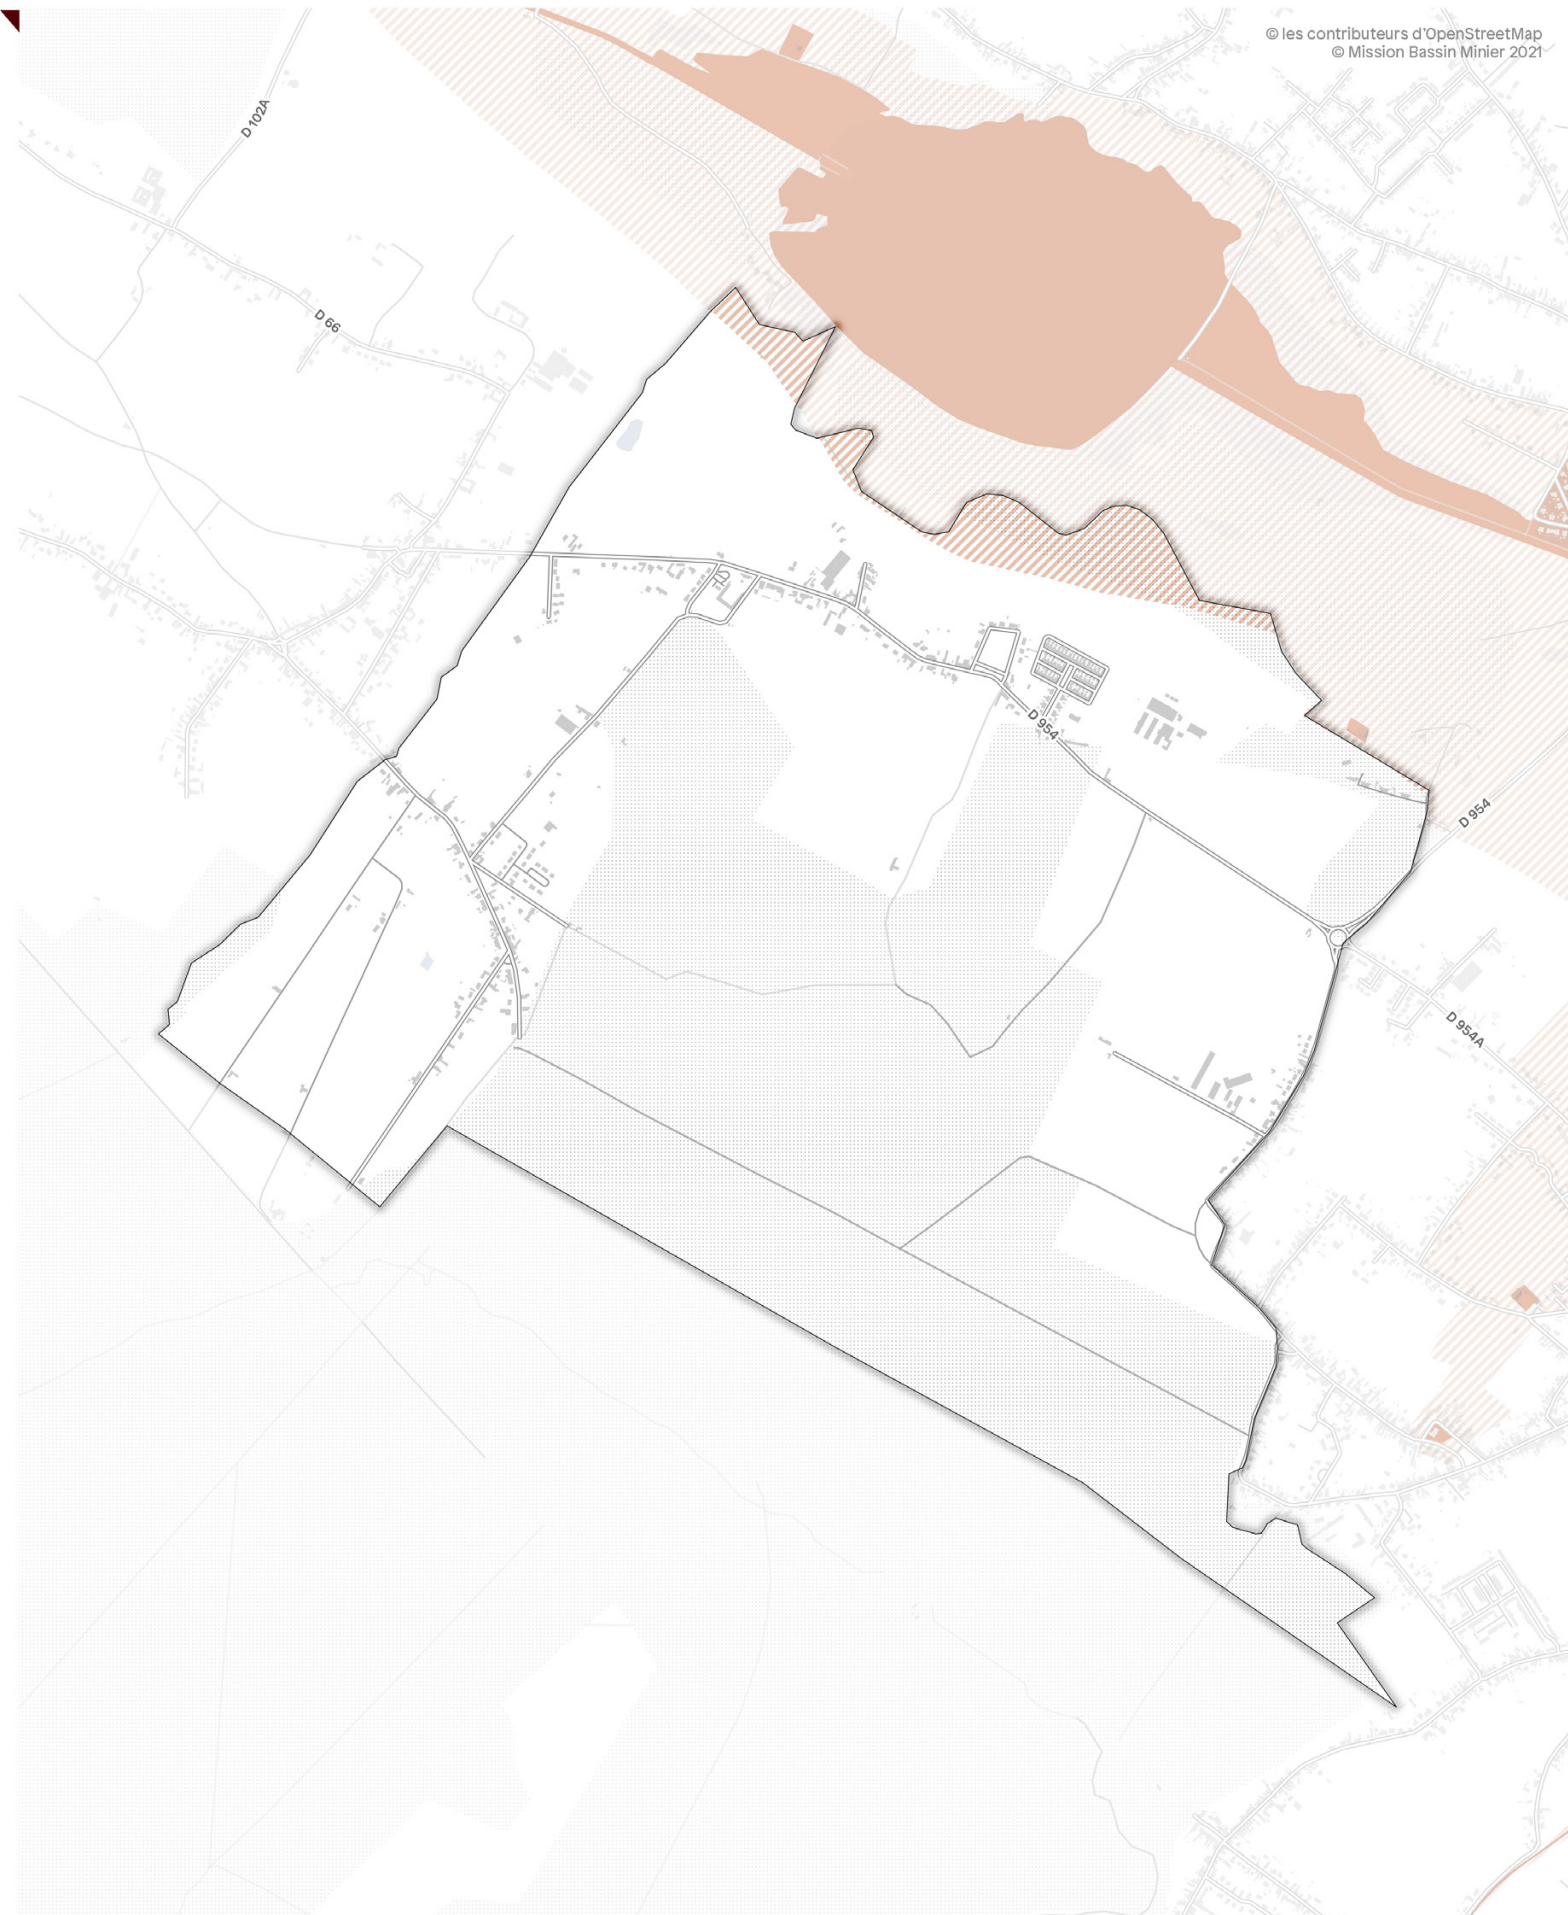 © les contributeurs d'OpenStreetMap
© Mission Bassin Minier 2021
D 102A
D 66
D 954
D 954
D 954A